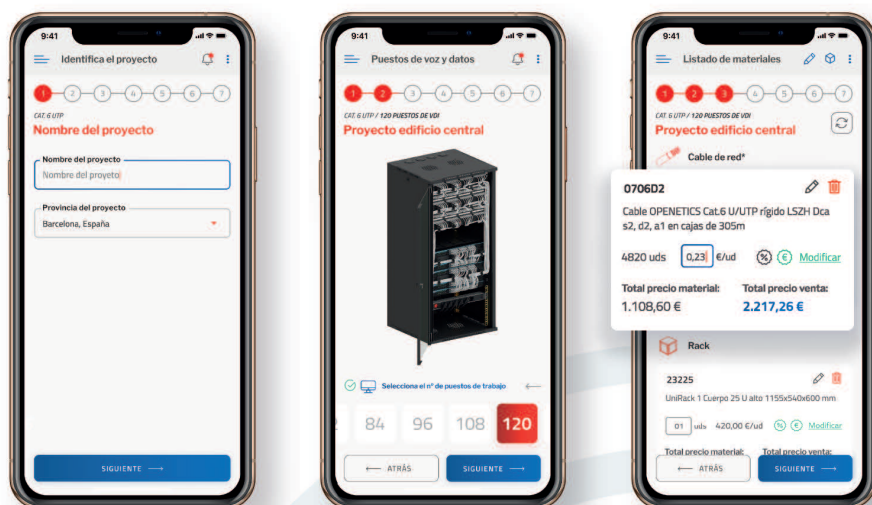 9:41
Identifica el proyecto
1 2 3 4 5 6 7
CAT. 6 UTP
Nombre del proyecto
Nombre del proyecto
Nombre del proyeto
Provincia del proyecto
Barcelona, España
SIGUIENTE
9:41
Puestos de voz y datos
1 2 3 4 5 6 7
CAT. 6 UTP / 120 PUESTOS DE VDI
Proyecto edificio central
Selecciona el nº de puestos de trabajo
2 84 96 108 120
ATRÁS SIGUIENTE
9:41
Listado de materiales
1 2 3 4 5 6 7
CAT. 6 UTP / 120 PUESTOS DE VDI
Proyecto edificio central
Cable de red*
0706D2
Cable OPENETICS Cat.6 U/UTP rígido LSZH Dca
s2, d2, a1 en cajas de 305m
4820 uds 0,23 €/ud % € Modificar
Total precio material: Total precio venta:
1.108,60 € 2.217,26 €
Rack
23225
UniRack 1 Cuerpo 25 U alto 1155x540x600 mm
01 uds 420,00 €/ud % € Modificar
Total precio material: Total precio venta:
ATRÁS SIGUIENTE